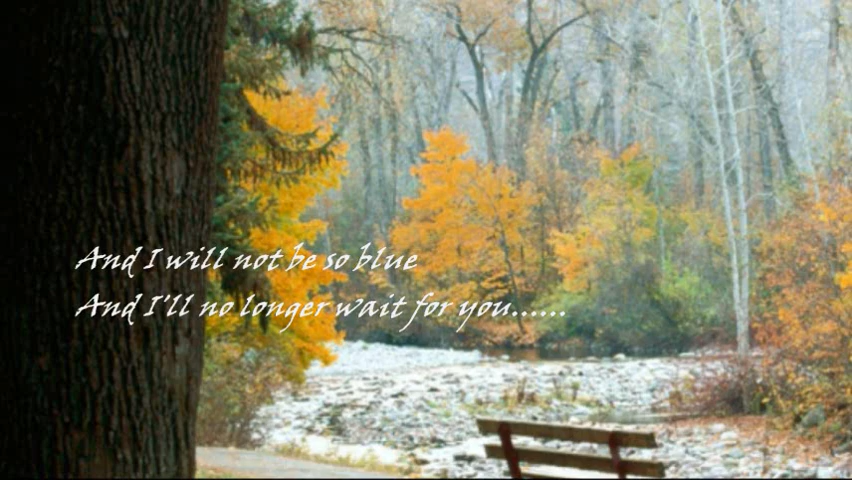 And I will not be so blue
And I'll no longer wait for you......